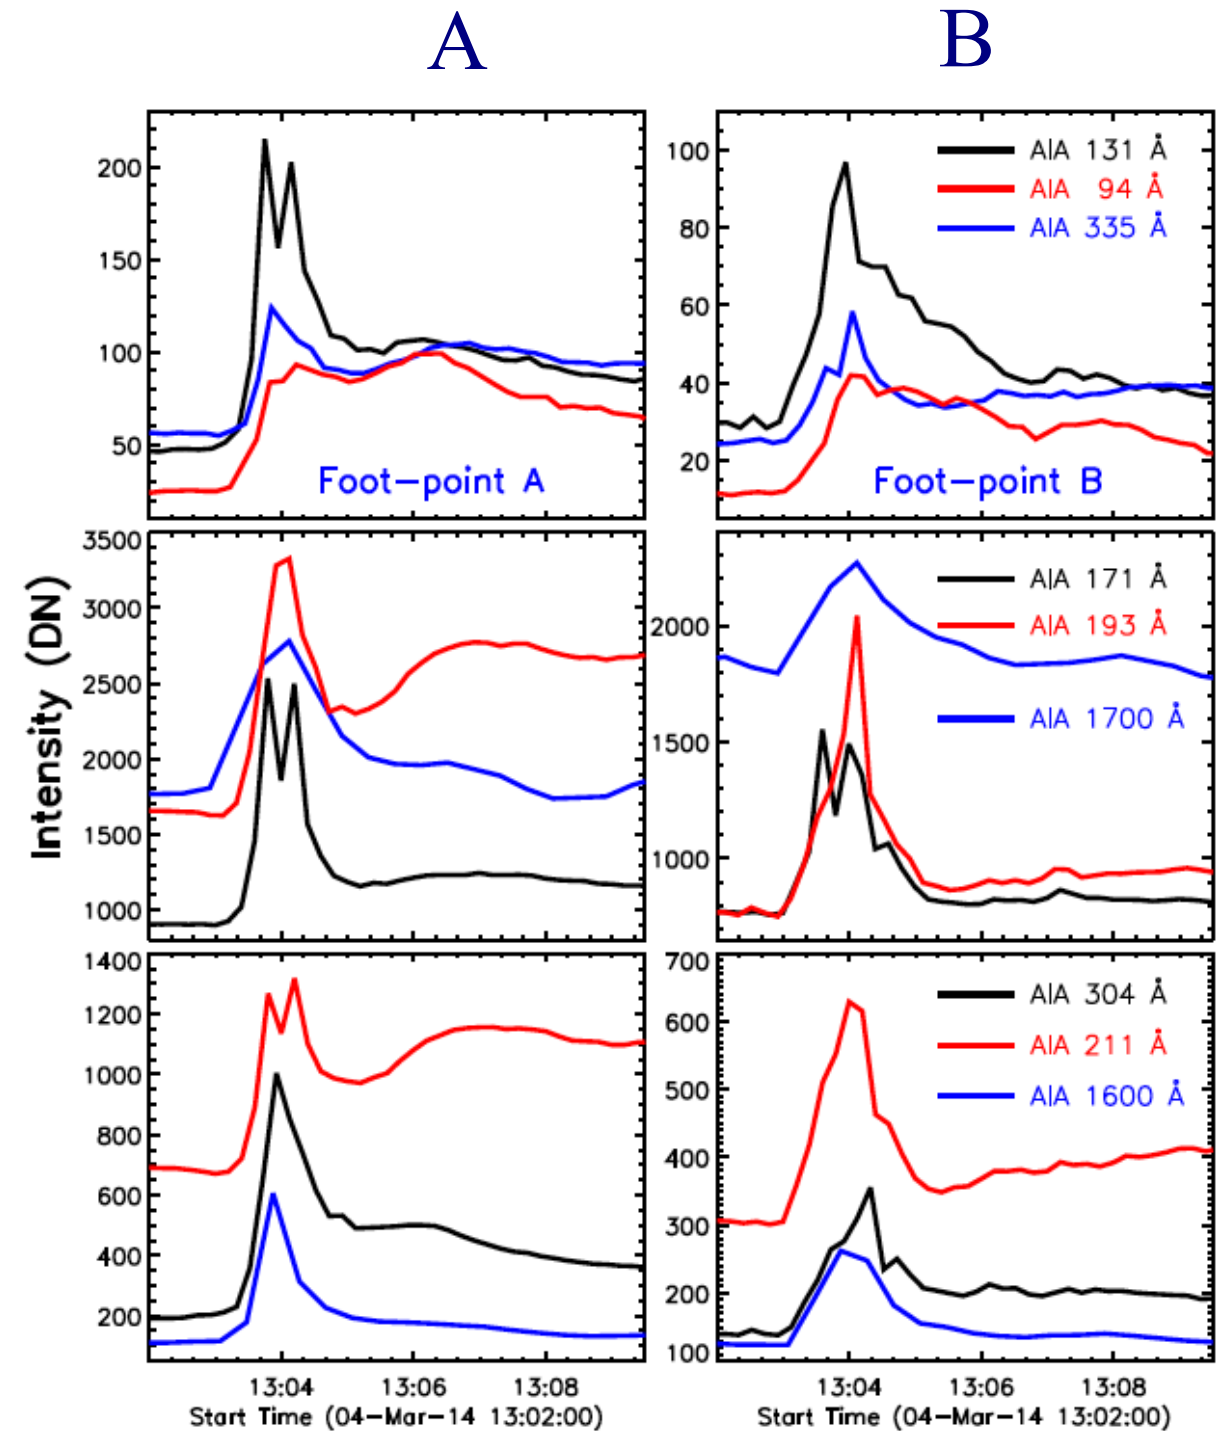 A
B
200
150
100
50
Foot-point A
100
80
60
40
20
AIA 131 Å
AIA 94 Å
AIA 335 Å
Foot-point B
Intensity (DN)
3500
3000
2500
2000
1500
1000
2000
1500
1000
AIA 171 Å
AIA 193 Å
AIA 1700 Å
1400
1200
1000
800
600
400
200
700
600
500
400
300
200
100
AIA 304 Å
AIA 211 Å
AIA 1600 Å
13:04 13:06 13:08
Start Time (04-Mar-14 13:02:00)
13:04 13:06 13:08
Start Time (04-Mar-14 13:02:00)